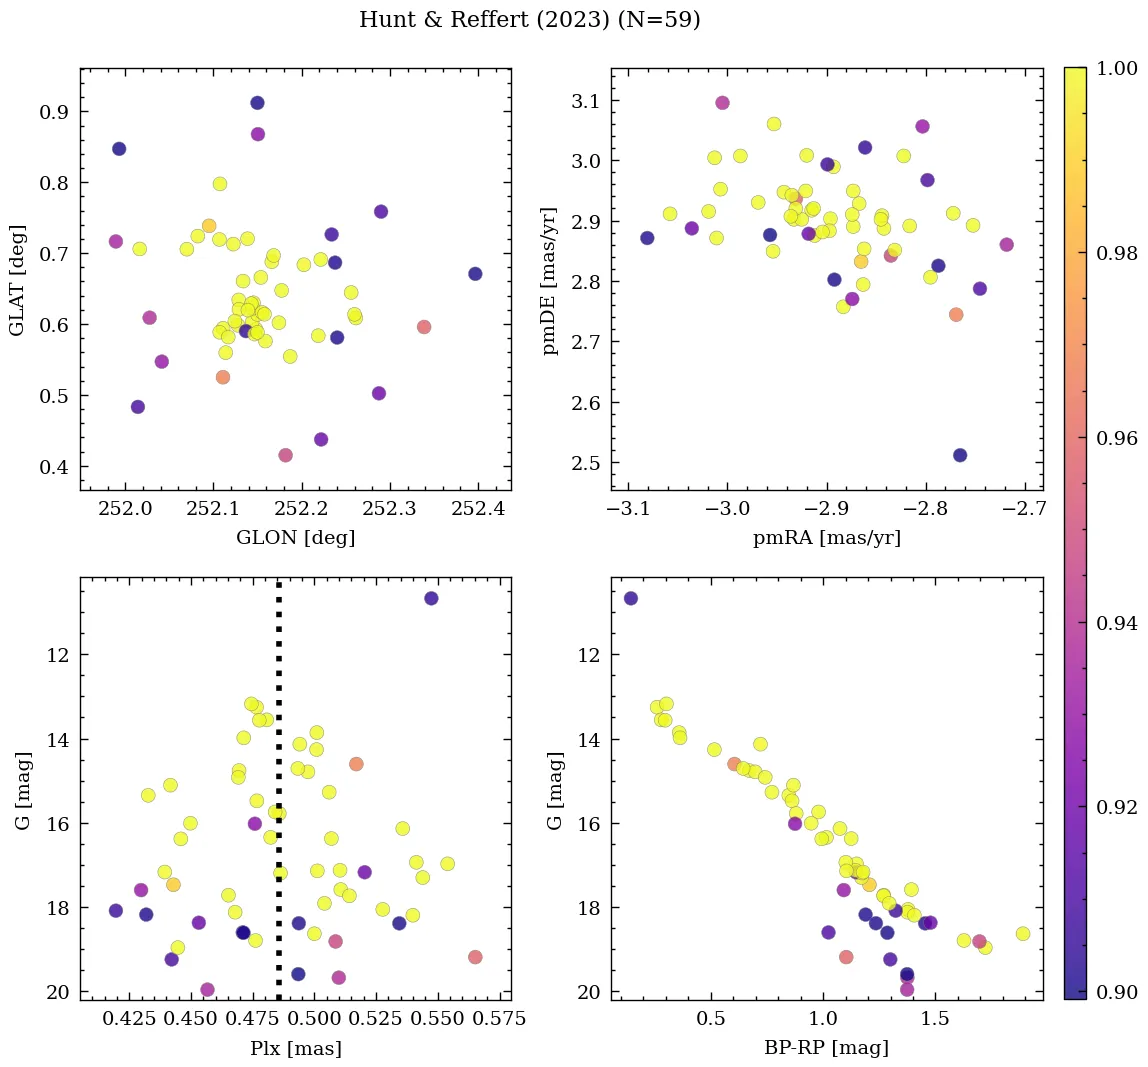 Hunt & Reffert (2023) (N=59)
0.9
0.8
0.7
0.6
0.5
0.4
GLAT [deg]
252.0 252.1 252.2 252.3 252.4
GLON [deg]
3.1
3.0
2.9
2.8
2.7
2.6
2.5
pmDE [mas/yr]
−3.1 −3.0 −2.9 −2.8 −2.7
pmRA [mas/yr]
12
14
16
18
20
G [mag]
0.425 0.450 0.475 0.500 0.525 0.550 0.575
Plx [mas]
12
14
16
18
20
G [mag]
0.5 1.0 1.5
BP-RP [mag]
1.00
0.98
0.96
0.94
0.92
0.90